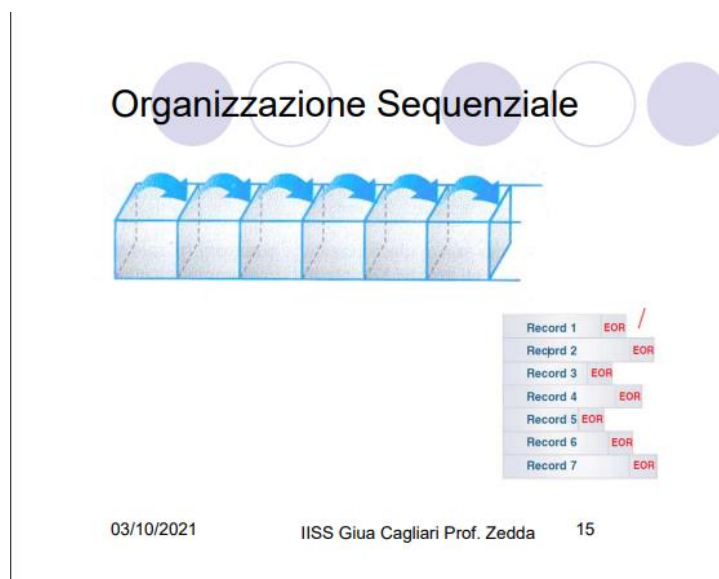 Organizzazione Sequenziale
Record 1 EOR
Record 2 EOR
Record 3 EOR
Record 4 EOR
Record 5 EOR
Record 6 EOR
Record 7 EOR
03/10/2021 IISS Giua Cagliari Prof. Zedda 15